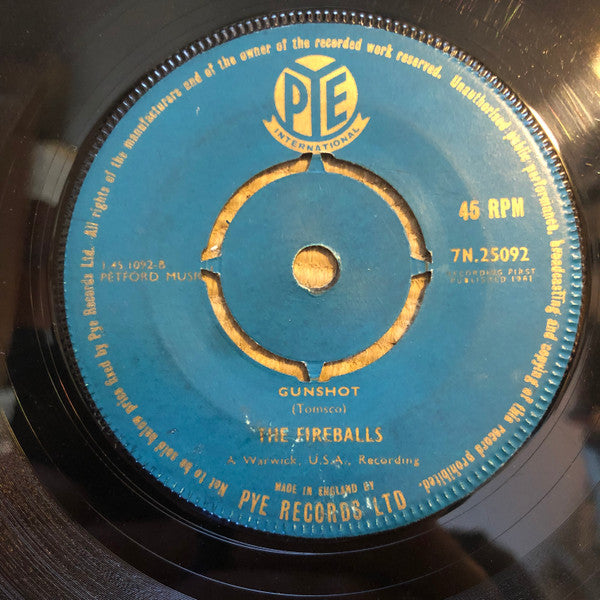 Pye Records Ltd. All rights of the manufacturers and of the owner of the recorded work reserved. Unauthorised public performance, broadcasting and copying of this record prohibited.
Not to be sold below price fixed by
PYE
INTERNATIONAL
45 RPM
7N.25092
RECORDING FIRST
PUBLISHED 1961
T 45 1092-B
PETFORD MUSIC
GUNSHOT
(Tomsco)
THE FIREBALLS
A Warwick, U.S.A., Recording
MADE IN ENGLAND BY
PYE RECORDS LTD